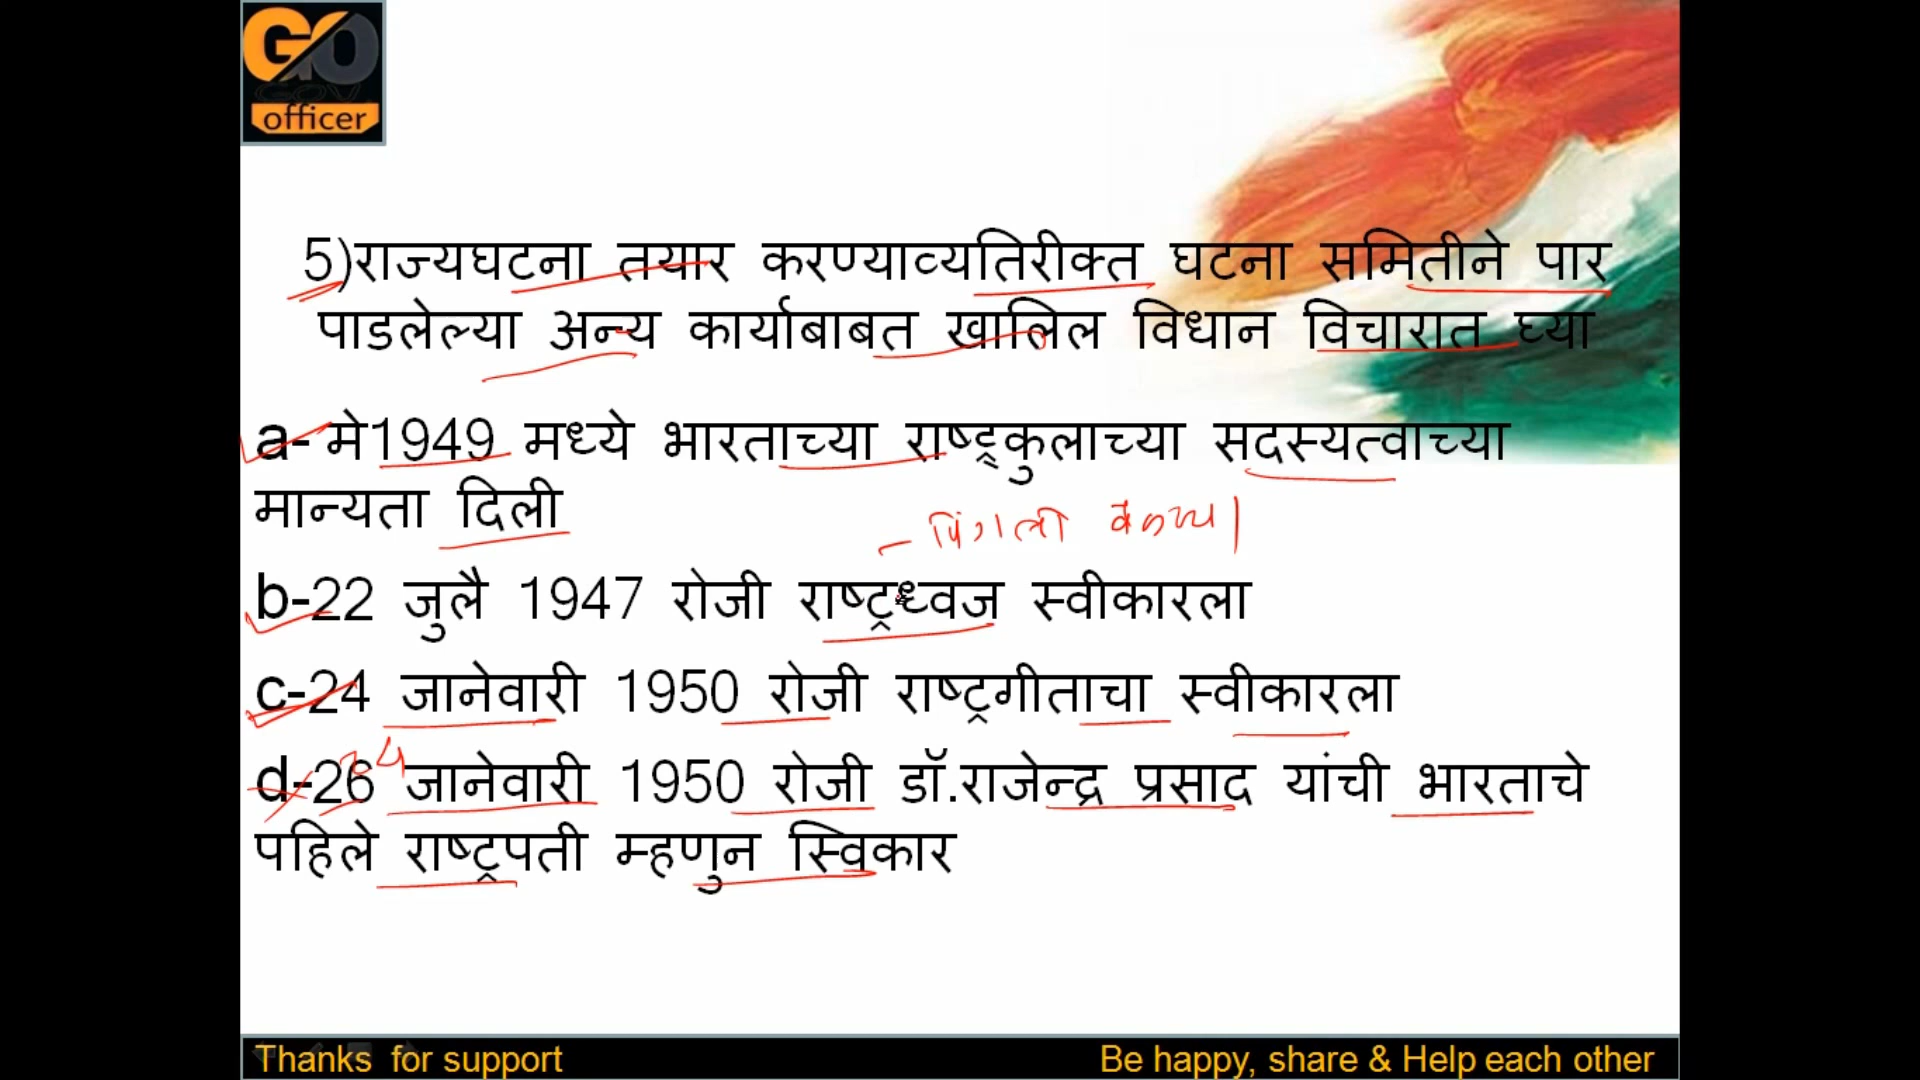 GO
GOV
officer
5)राज्यघटना तयार करण्याव्यतिरीक्त घटना समितीने पार
पाडलेल्या अन्य कार्याबाबत खालिल विधान विचारात घ्या
a- मे1949 मध्ये भारताच्या राष्ट्र्कुलाच्या सदस्यत्वाच्या
मान्यता दिली
b-22 जुलै 1947 रोजी राष्ट्रध्वज स्वीकारला
c-24 जानेवारी 1950 रोजी राष्ट्रगीताचा स्वीकारला
24
d-26 जानेवारी 1950 रोजी डॉ.राजेन्द्र प्रसाद यांची भारताचे
पहिले राष्ट्रपती म्हणुन स्विकार
Thanks for support
Be happy, share & Help each other